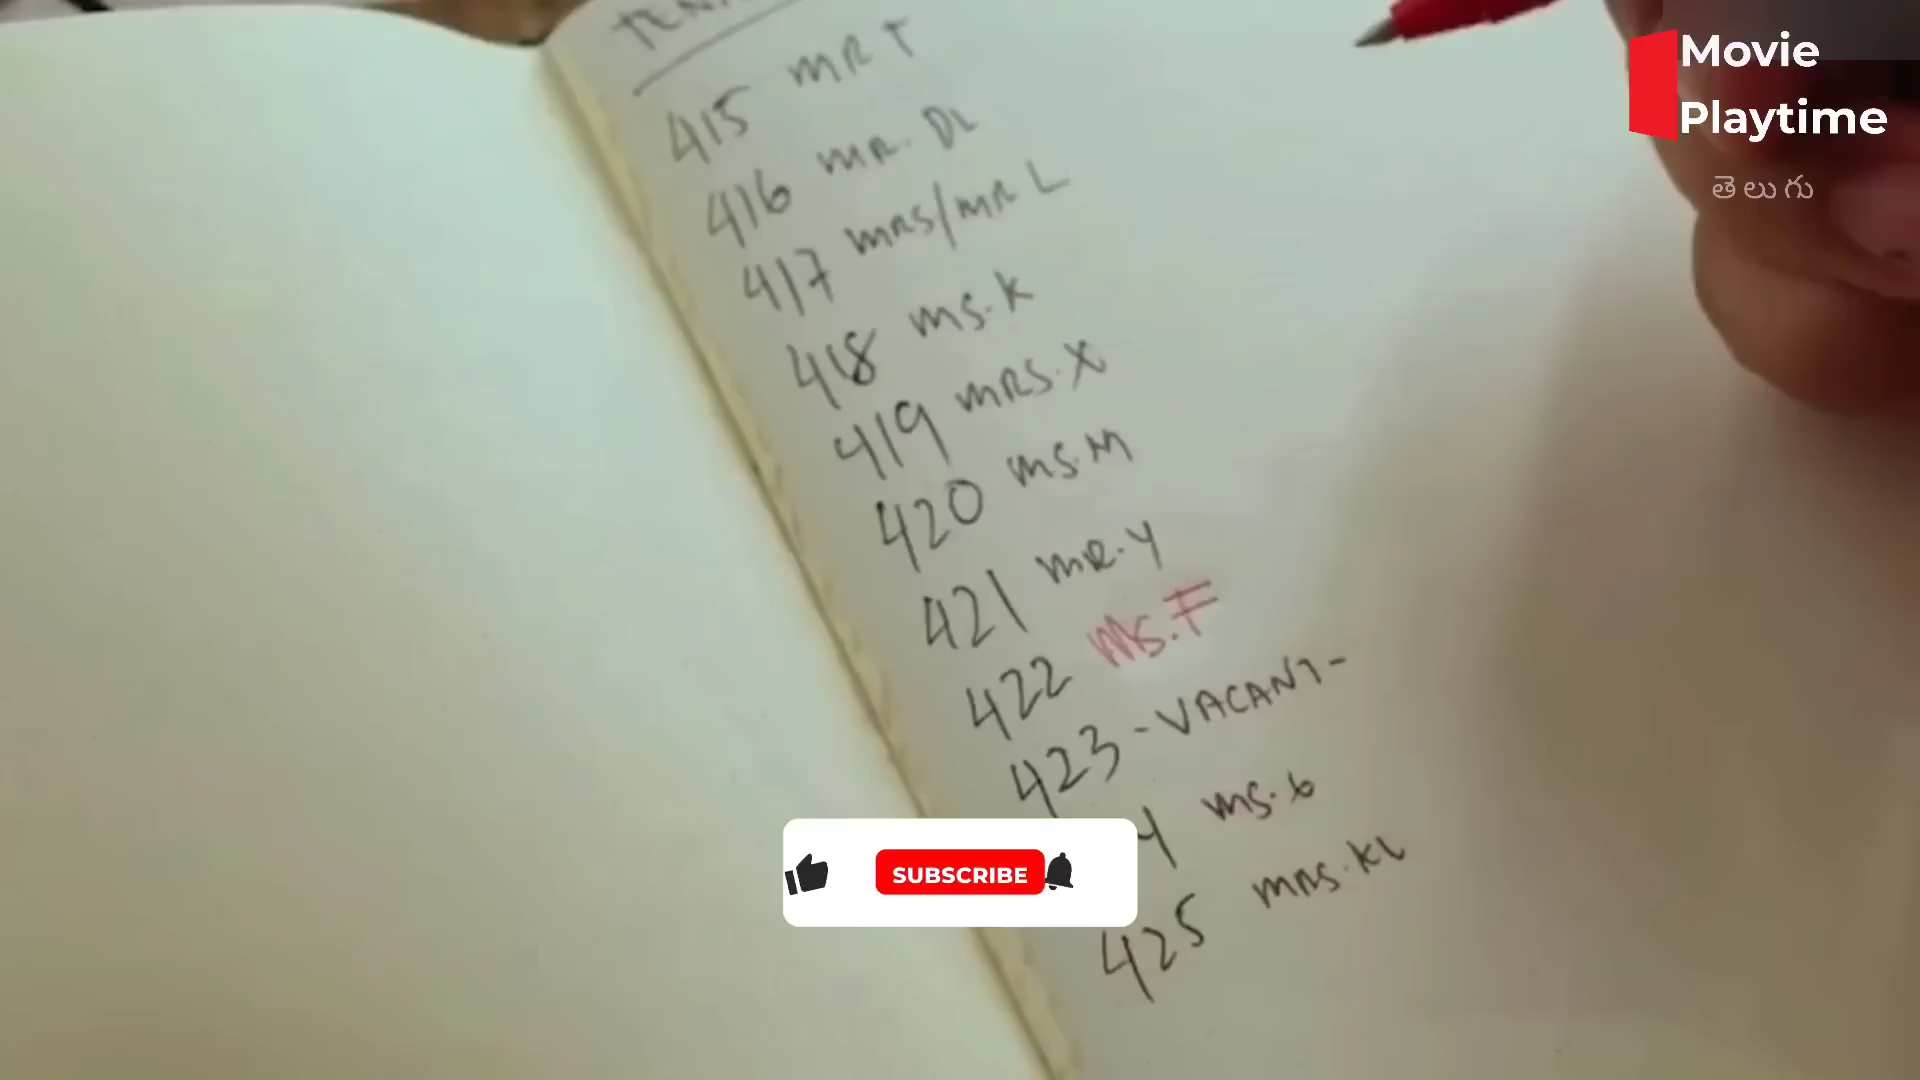 415 MR T
416 MR. DL
417 MRS/MR L
418 MS. K
419 MRS. X
420 MS. M
421 MR. Y
422 MS. F
423 - VACANT -
4 MS. G
425 MRS. KL
Movie
Playtime
తెలుగు
SUBSCRIBE